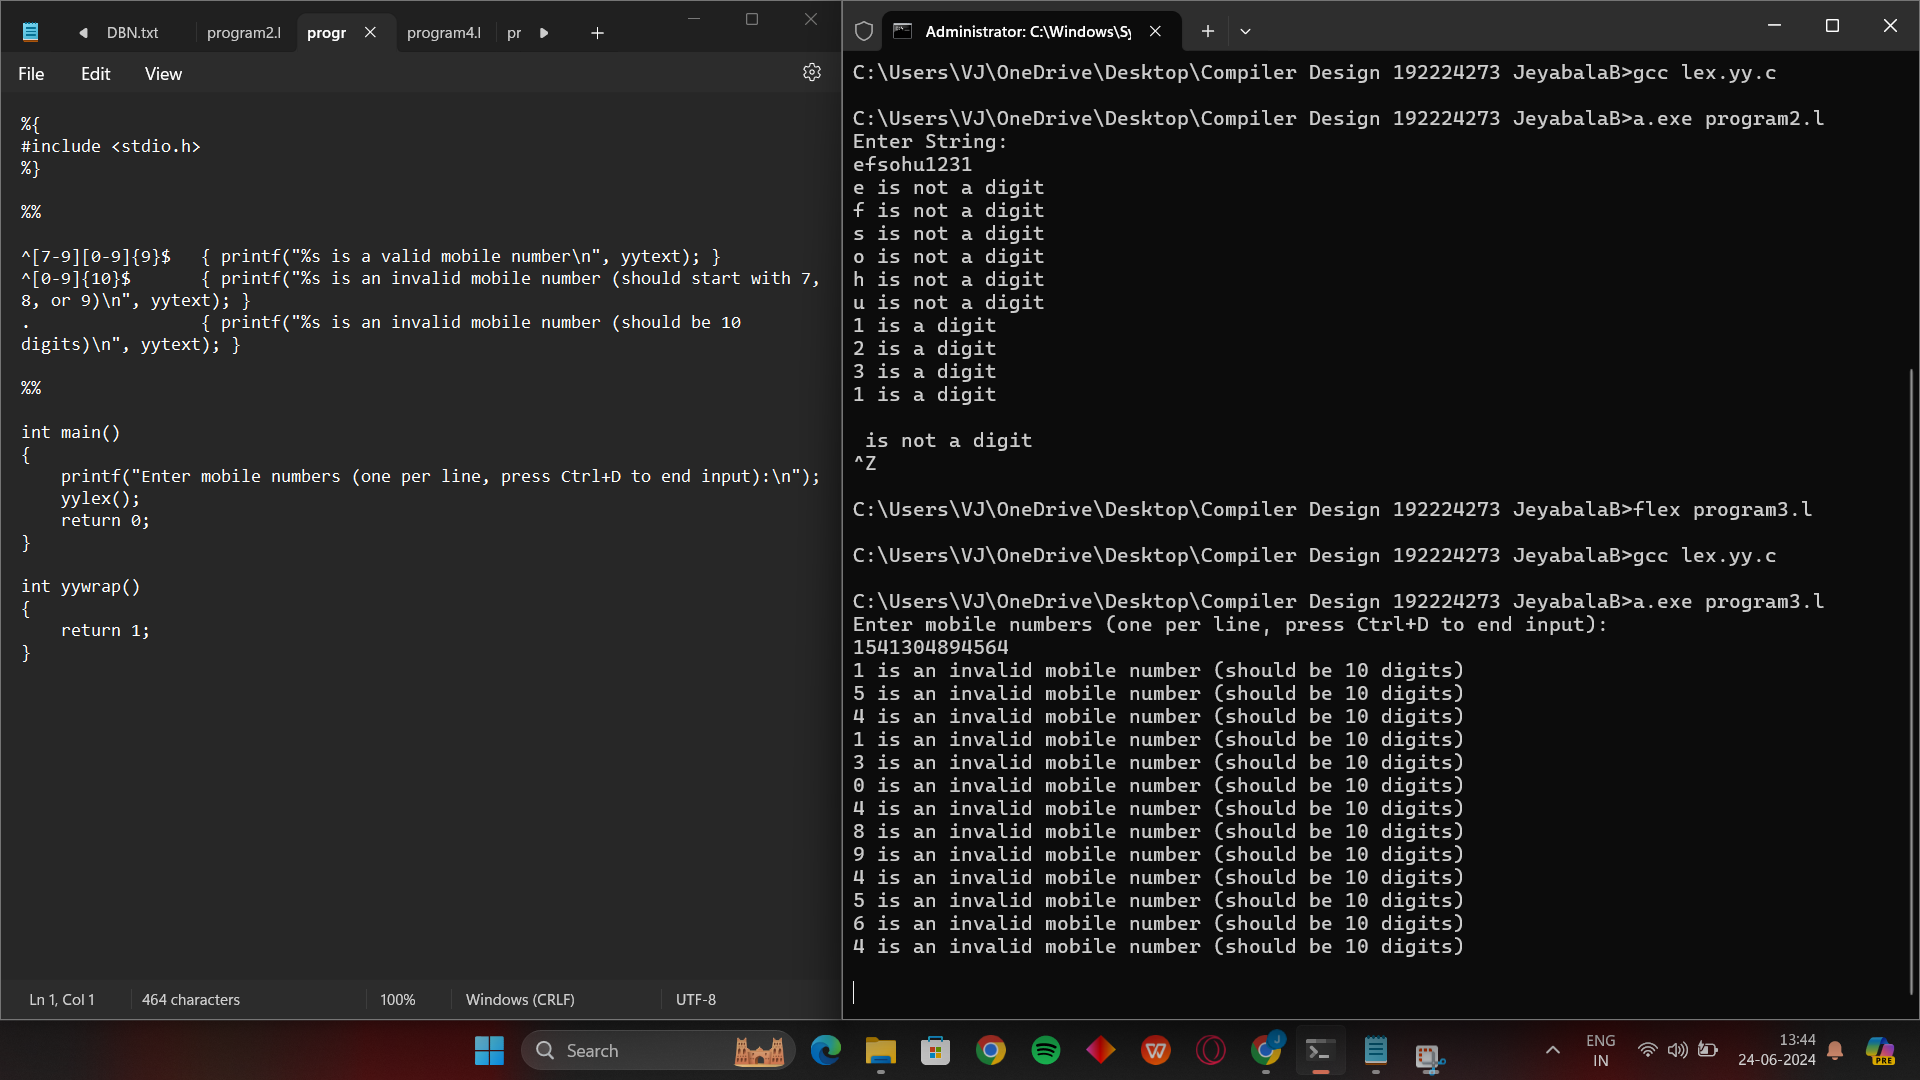 DBN.txt
program2.l
progr
program4.l
pr
File
Edit
View
%{
#include <stdio.h>
%}
%%
^[7-9][0-9]{9}$ { printf("%s is a valid mobile number\n", yytext); }
^[0-9]{10}$ { printf("%s is an invalid mobile number (should start with 7,
8, or 9)\n", yytext); }
. { printf("%s is an invalid mobile number (should be 10
digits)\n", yytext); }
%%
int main()
{
printf("Enter mobile numbers (one per line, press Ctrl+D to end input):\n");
yylex();
return 0;
}
int yywrap()
{
return 1;
}
Ln 1, Col 1
464 characters
100%
Windows (CRLF)
UTF-8
Administrator: C:\Windows\Sy
C:\Users\VJ\OneDrive\Desktop\Compiler Design 192224273 JeyabalaB>gcc lex.yy.c
C:\Users\VJ\OneDrive\Desktop\Compiler Design 192224273 JeyabalaB>a.exe program2.l
Enter String:
efsohu1231
e is not a digit
f is not a digit
s is not a digit
o is not a digit
h is not a digit
u is not a digit
1 is a digit
2 is a digit
3 is a digit
1 is a digit
is not a digit
^Z
C:\Users\VJ\OneDrive\Desktop\Compiler Design 192224273 JeyabalaB>flex program3.l
C:\Users\VJ\OneDrive\Desktop\Compiler Design 192224273 JeyabalaB>gcc lex.yy.c
C:\Users\VJ\OneDrive\Desktop\Compiler Design 192224273 JeyabalaB>a.exe program3.l
Enter mobile numbers (one per line, press Ctrl+D to end input):
1541304894564
1 is an invalid mobile number (should be 10 digits)
5 is an invalid mobile number (should be 10 digits)
4 is an invalid mobile number (should be 10 digits)
1 is an invalid mobile number (should be 10 digits)
3 is an invalid mobile number (should be 10 digits)
0 is an invalid mobile number (should be 10 digits)
4 is an invalid mobile number (should be 10 digits)
8 is an invalid mobile number (should be 10 digits)
9 is an invalid mobile number (should be 10 digits)
4 is an invalid mobile number (should be 10 digits)
5 is an invalid mobile number (should be 10 digits)
6 is an invalid mobile number (should be 10 digits)
4 is an invalid mobile number (should be 10 digits)
Search
J
ENG
IN
13:44
24-06-2024
PRE